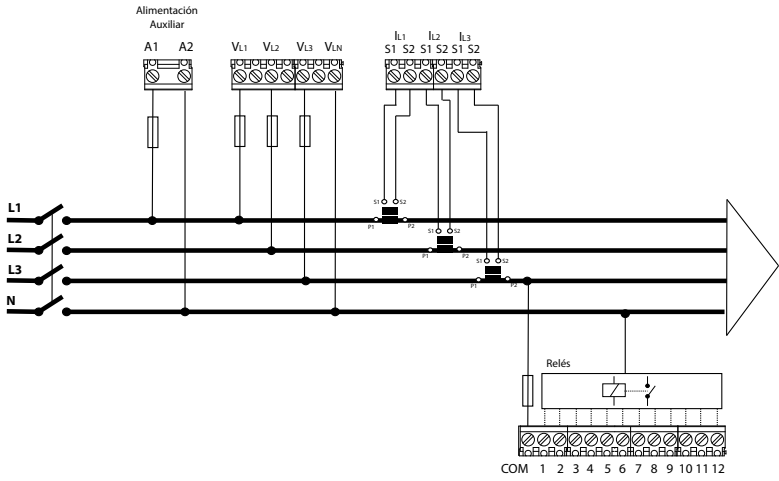 Alimentación
Auxiliar
A1 A2 VL1 VL2 VL3 VLN
IL1 IL2 IL3
S1 S2 S1 S2 S1 S2
S1 S2
L1
P1 P2
S1 S2
L2
P1 P2
S1 S2
L3
P1 P2
N
Relés
COM 1 2 3 4 5 6 7 8 9 10 11 12